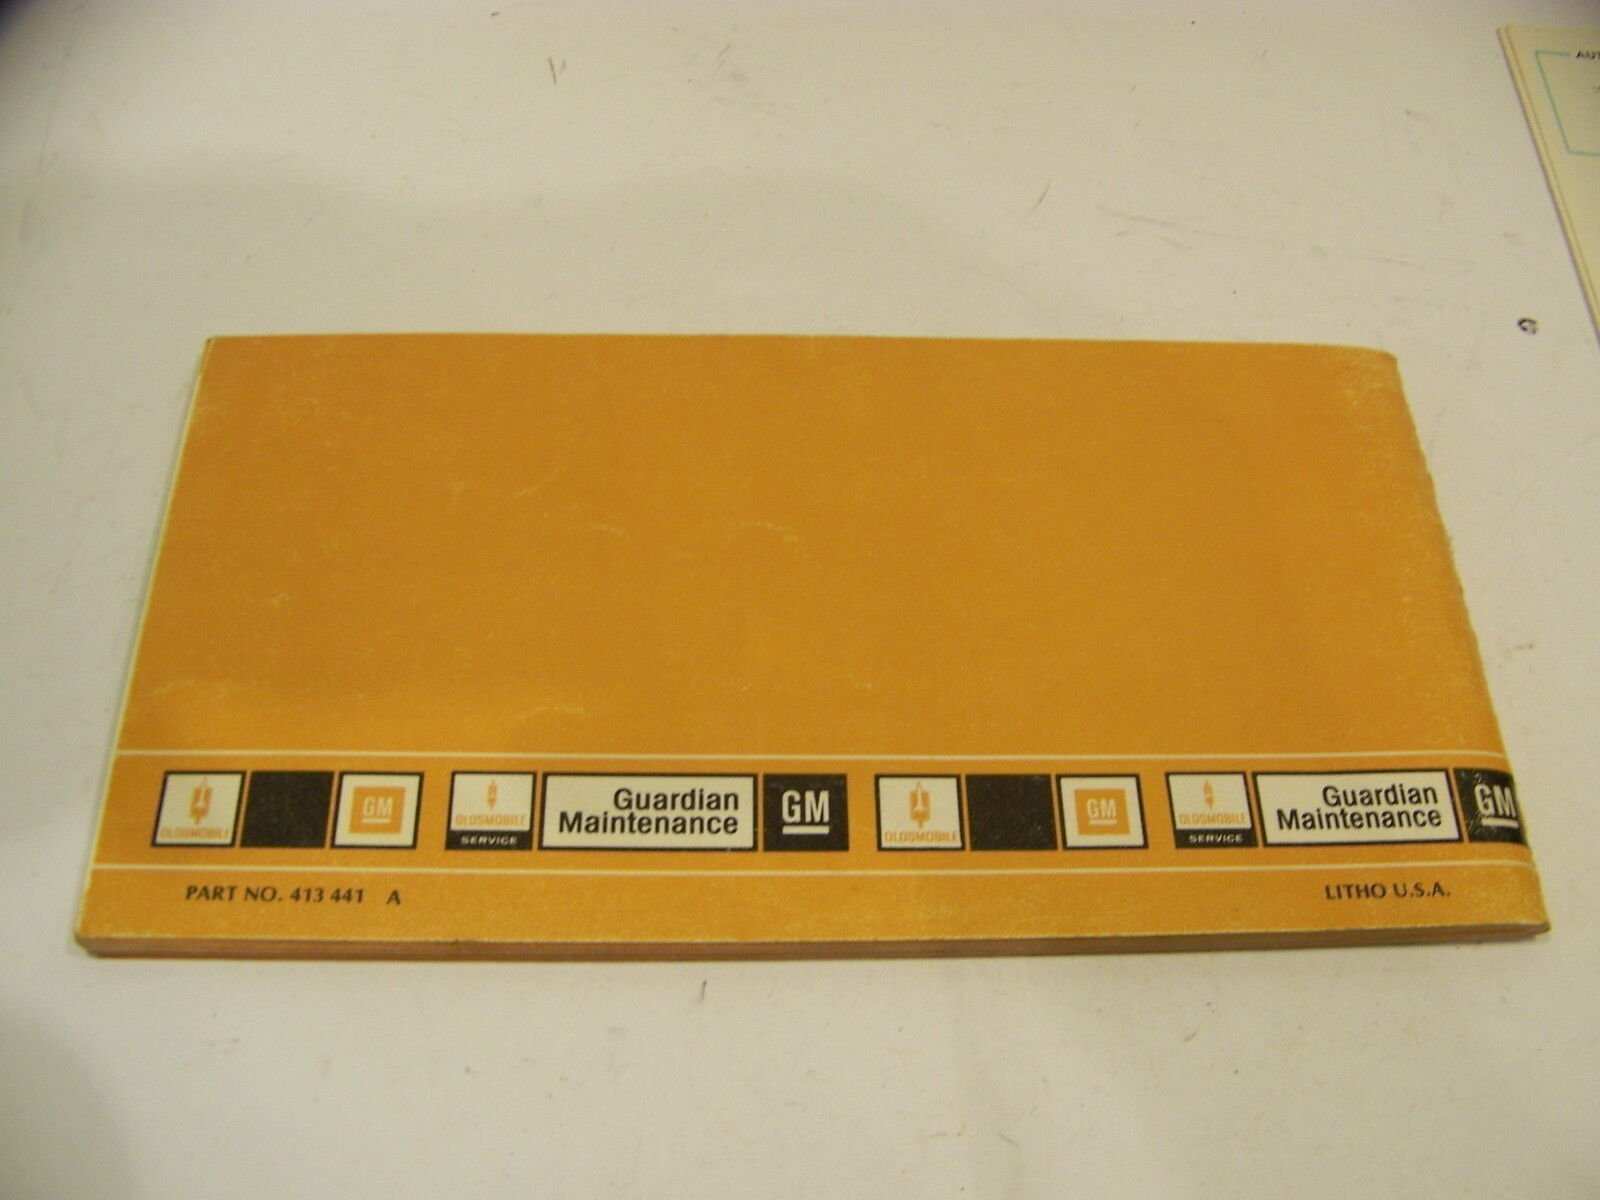 AUT
OLDSMOBILE
GM
OLDSMOBILE
SERVICE
Guardian
Maintenance
GM
OLDSMOBILE
GM
OLDSMOBILE
SERVICE
Guardian
Maintenance
GM
PART NO. 413 441 A
LITHO U.S.A.